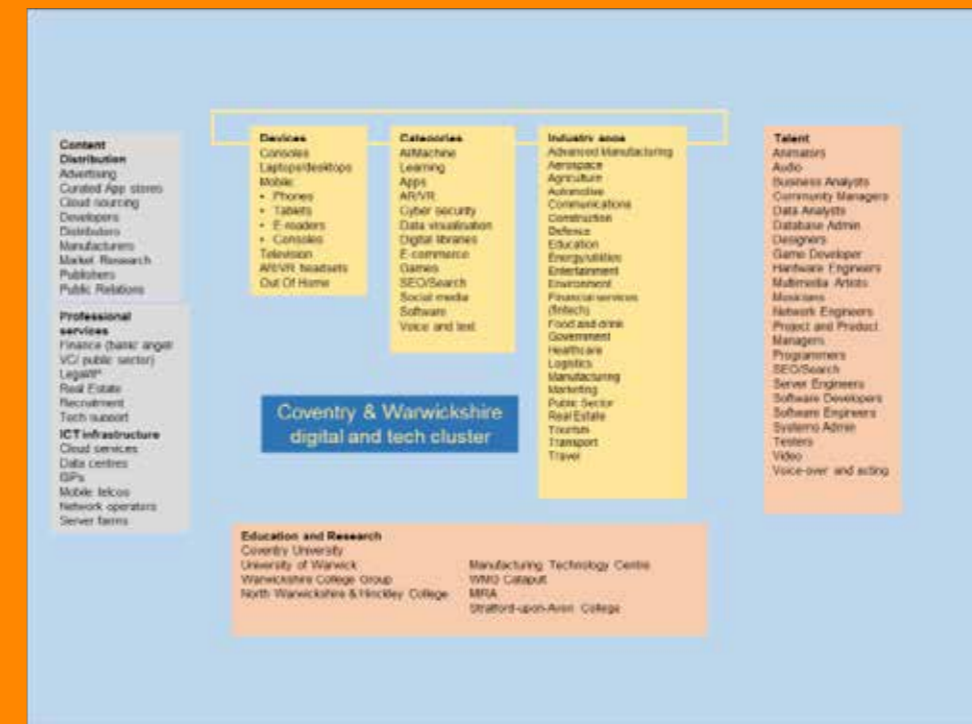 Content
Distribution
Advertising
Curated App stores
Cloud sourcing
Developers
Distributors
Manufacturers
Market Research
Publishers
Public Relations
Professional
services
Finance (bank/ angel/
VC/ public sector)
Legal/IP
Real Estate
Recruitment
Tech support
ICT infrastructure
Cloud services
Data centres
ISPs
Mobile telcos
Network operators
Server farms
Devices
Consoles
Laptops/desktops
Mobile:
• Phones
• Tablets
• E-readers
• Consoles
Television
AR/VR headsets
Out Of Home
Categories
AI/Machine
Learning
Apps
AR/VR
Cyber security
Data visualisation
Digital libraries
E-commerce
Games
SEO/Search
Social media
Software
Voice and text
Industry
Advanced Manufacturing
Aerospace
Agriculture
Automotive
Communications
Construction
Defence
Education
Energy/utilities
Entertainment
Environment
Financial services
(fintech)
Food and drink
Government
Healthcare
Logistics
Manufacturing
Marketing
Public Sector
Real Estate
Tourism
Transport
Travel
Talent
Animators
Audio
Business Analysts
Community Managers
Data Analysts
Database Admin
Designers
Game Developer
Hardware Engineers
Multimedia Artists
Musicians
Network Engineers
Project and Product
Managers
Programmers
SEO/Search
Server Engineers
Software Developers
Software Engineers
Systems Admin
Testers
Video
Voice-over and acting
Coventry & Warwickshire
digital and tech cluster
Education and Research
Coventry University
University of Warwick
Warwickshire College Group
North Warwickshire & Hinckley College
Manufacturing Technology Centre
WMG Catapult
MIRA
Stratford-upon-Avon College